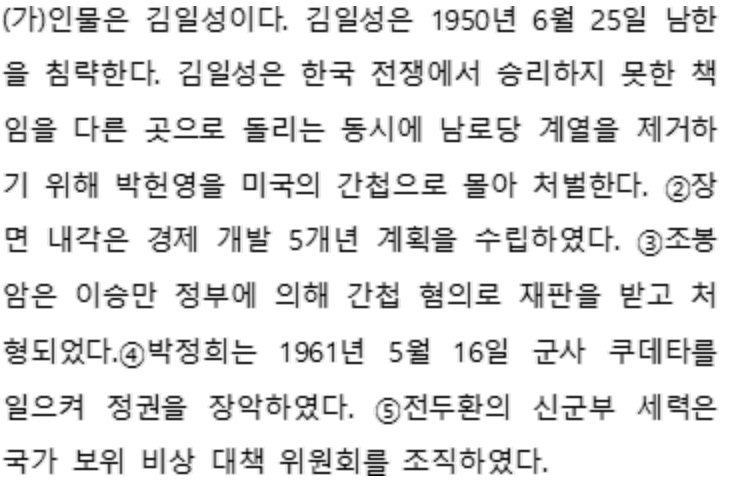 (가)인물은 김일성이다. 김일성은 1950년 6월 25일 남한
을 침략한다. 김일성은 한국 전쟁에서 승리하지 못한 책
임을 다른 곳으로 돌리는 동시에 남로당 계열을 제거하
기 위해 박헌영을 미국의 간첩으로 몰아 처벌한다. ②장
면 내각은 경제 개발 5개년 계획을 수립하였다. ③조봉
암은 이승만 정부에 의해 간첩 혐의로 재판을 받고 처
형되었다.④박정희는 1961년 5월 16일 군사 쿠데타를
일으켜 정권을 장악하였다. ⑤전두환의 신군부 세력은
국가 보위 비상 대책 위원회를 조직하였다.